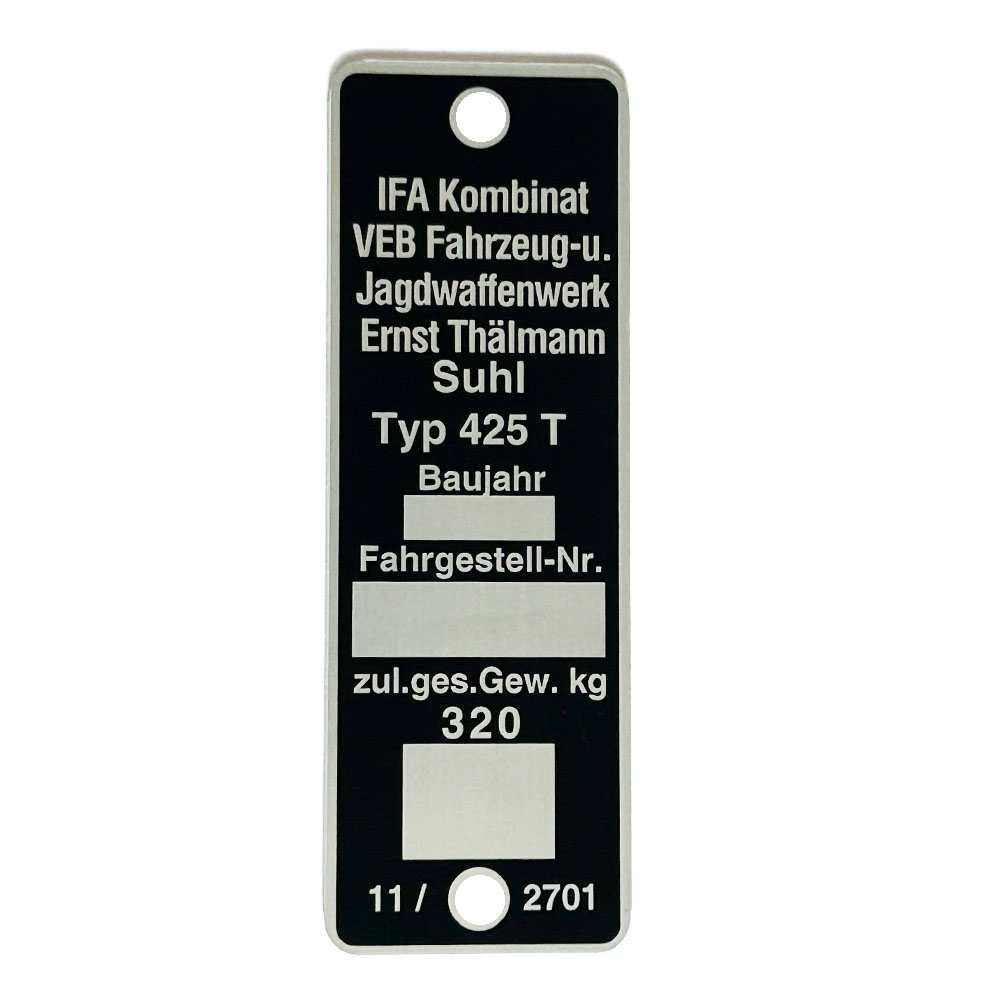 IFA Kombinat
VEB Fahrzeug-u.
Jagdwaffenwerk
Ernst Thälmann
Suhl
Typ 425 T
Baujahr
Fahrgestell-Nr.
zul.ges.Gew. kg
320
11 / 2701